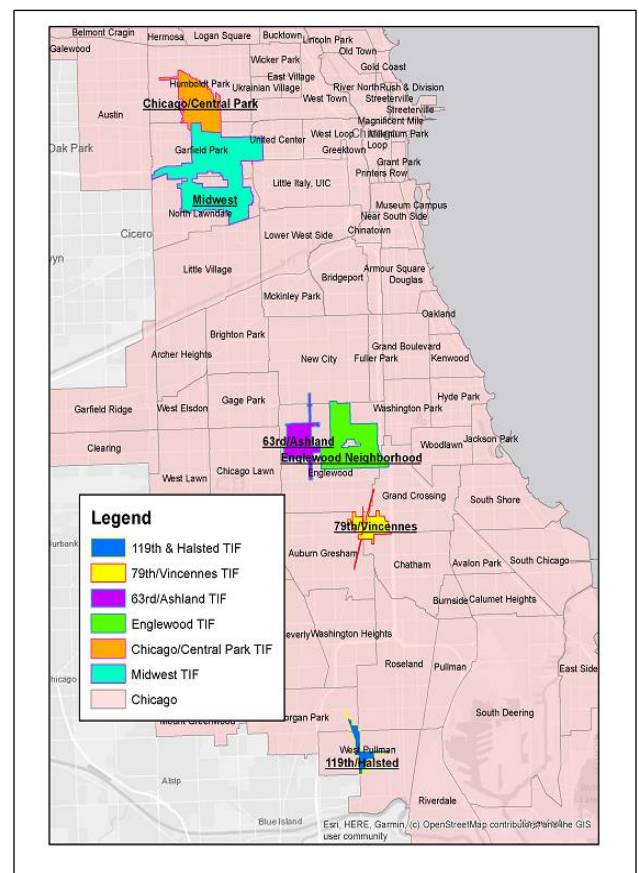 Belmont Cragin
Hermosa
Logan Square
Bucktown
Lincoln Park
Galewood
Old Town
Wicker Park
Gold Coast
East Village
Humboldt Park
Ukrainian Village
River North
Rush & Division
West Town
Streeterville
Chicago/Central Park
Streeterville
Magnificent Mile
Austin
United Center
West Loop
Millenium Park
Greektown
Loop
Oak Park
Garfield Park
Grant Park
Printers Row
Little Italy, UIC
Midwest
Museum Campus
North Lawndale
Near South Side
Cicero
Lower West Side
Chinatown
Little Village
Armour Square
Bridgeport
Douglas
Mckinley Park
Oakland
Brighton Park
Grand Boulevard
Archer Heights
New City
Fuller Park
Kenwood
Gage Park
Hyde Park
Garfield Ridge
West Elsdon
Washington Park
63rd/Ashland
Jackson Park
Clearing
Woodlawn
Englewood Neighborhood
Chicago Lawn
Englewood
West Lawn
Grand Crossing
South Shore
79th/Vincennes
Auburn Gresham
Chatham
Avalon Park
South Chicago
Burnside
Calumet Heights
Washington Heights
Roseland
Pullman
East Side
South Deering
Mount Greenwood
West Pullman
119th/Halsted
Alsip
Riverdale
Blue Island
Legend
119th & Halsted TIF
79th/Vincennes TIF
63rd/Ashland TIF
Englewood TIF
Chicago/Central Park TIF
Midwest TIF
Chicago
Esri, HERE, Garmin, (c) OpenStreetMap contributors, and the GIS
user community